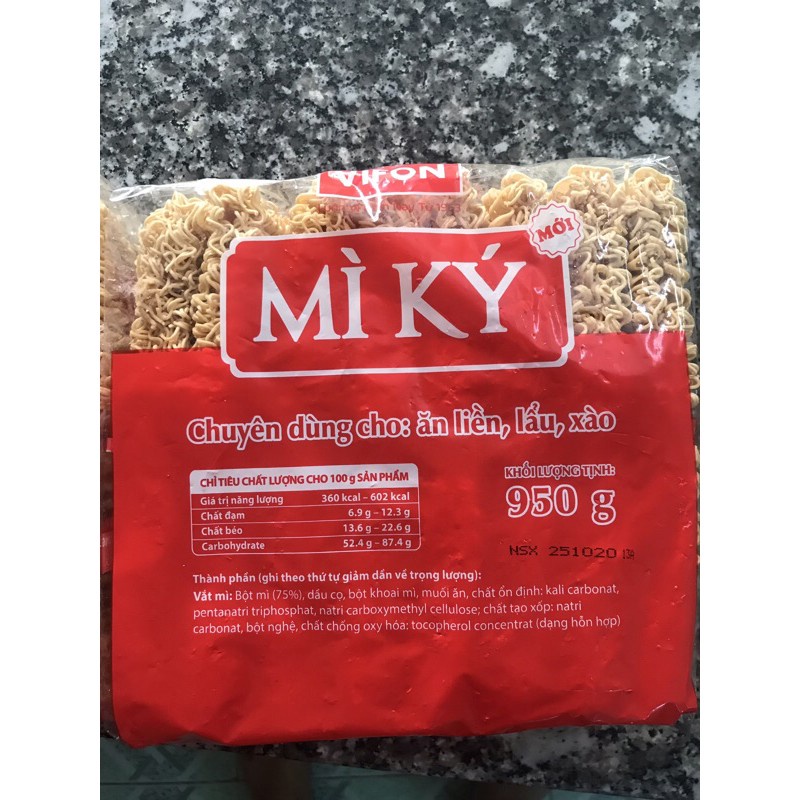 VIFON
MỚI
MÌ KÝ
Chuyên dùng cho: ăn liền, lẩu, xào
CHỈ TIÊU CHẤT LƯỢNG CHO 100 g SẢN PHẨM
Giá trị năng lượng 360 kcal – 602 kcal
Chất đạm 6.9 g – 12.3 g
Chất béo 13.6 g – 22.6 g
Carbohydrate 52.4 g – 87.4 g
KHỐI LƯỢNG TỊNH:
950 g
NSX 251020
Thành phần (ghi theo thứ tự giảm dần về trọng lượng):
Vắt mì: Bột mì (75%), dầu cọ, bột khoai mì, muối ăn, chất ổn định: kali carbonat,
pentanatri triphosphat, natri carboxymethyl cellulose; chất tạo xốp: natri
carbonat, bột nghệ, chất chống oxy hóa: tocopherol concentrat (dạng hỗn hợp)